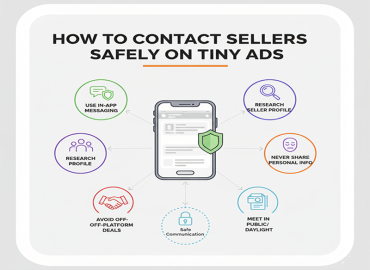 HOW TO CONTACT SELLERS
SAFELY ON TINY ADS
USE IN-APP
MESSAGING
RESEARCH
SELLER PROFILE
RESEARCH
PROFILE
NEVER SHARE
PERSONAL INFO
AVOID OFF-
OFF-PLATFORM
DEALS
Safe
Communication
MEET IN
PUBLIC/
DAYLIGHT